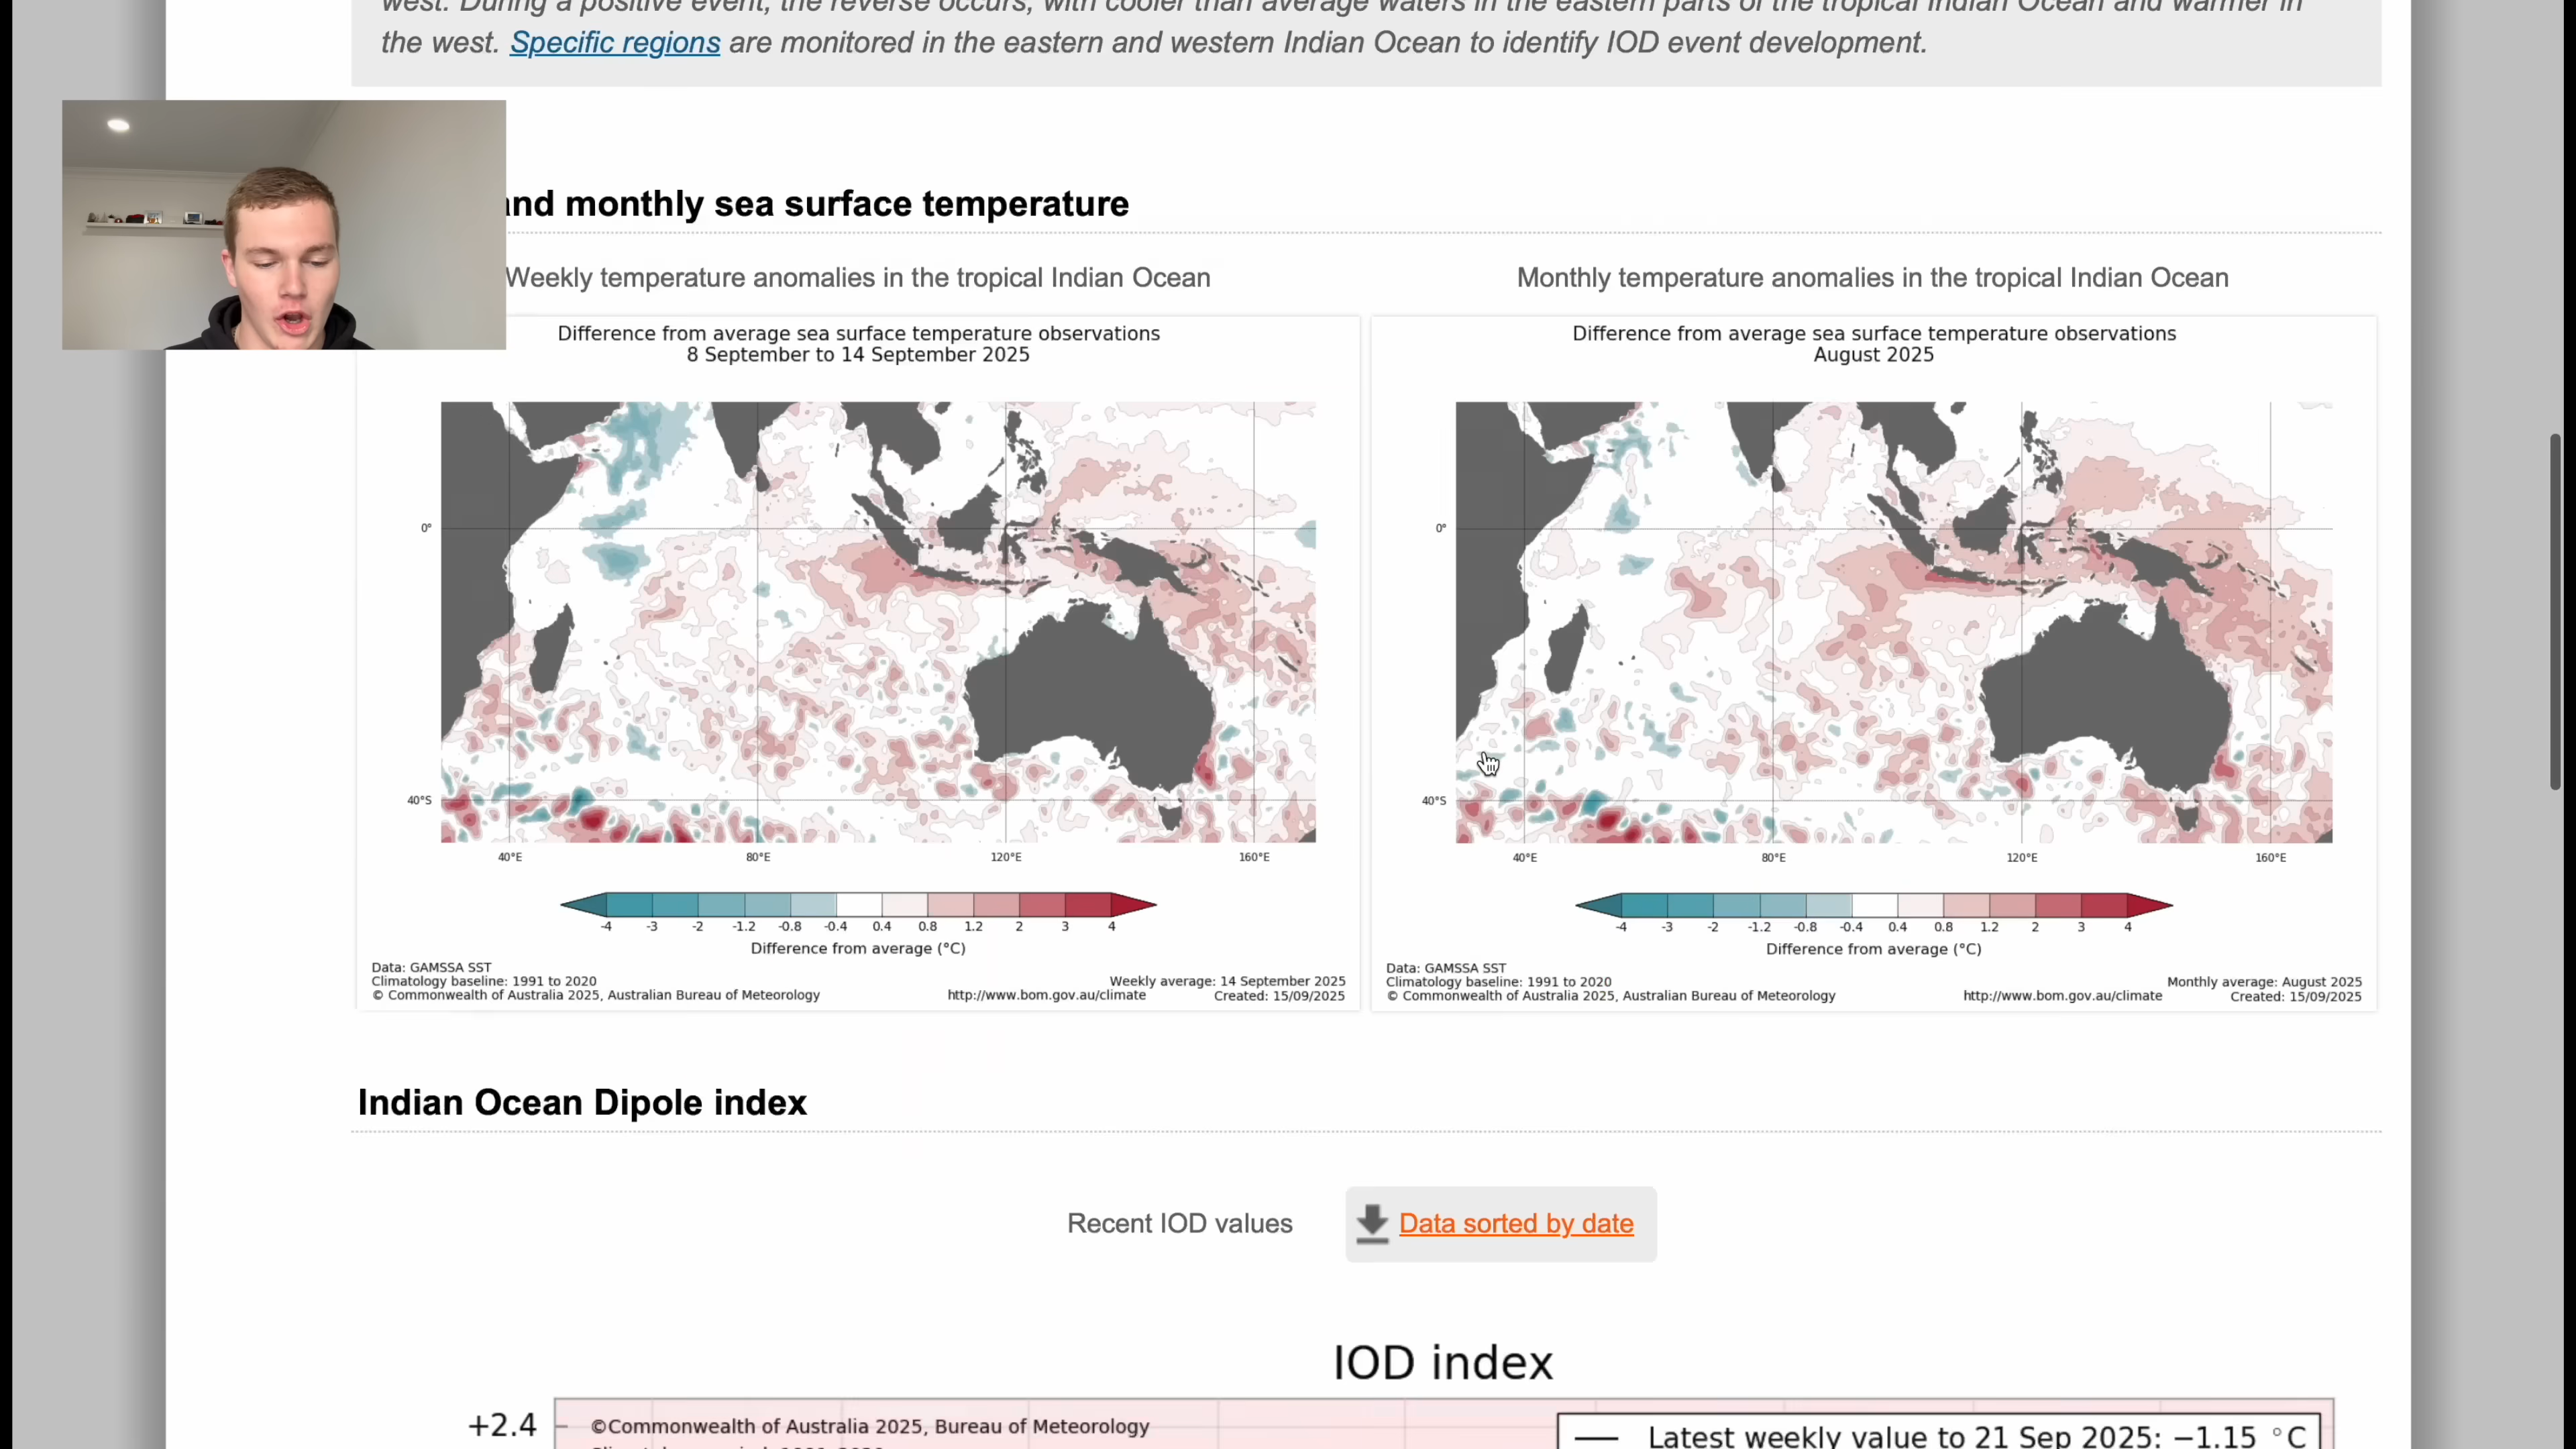 west. During a positive event, the reverse occurs, with cooler than average waters in the eastern parts of the tropical Indian Ocean and warmer in
the west. Specific regions are monitored in the eastern and western Indian Ocean to identify IOD event development.
and monthly sea surface temperature
Weekly temperature anomalies in the tropical Indian Ocean
Difference from average sea surface temperature observations
8 September to 14 September 2025
0°
40°S
40°E 80°E 120°E 160°E
-4 -3 -2 -1.2 -0.8 -0.4 0.4 0.8 1.2 2 3 4
Difference from average (°C)
Data: GAMSSA SST
Climatology baseline: 1991 to 2020
© Commonwealth of Australia 2025, Australian Bureau of Meteorology
http://www.bom.gov.au/climate
Weekly average: 14 September 2025
Created: 15/09/2025
Monthly temperature anomalies in the tropical Indian Ocean
Difference from average sea surface temperature observations
August 2025
0°
40°S
40°E 80°E 120°E 160°E
-4 -3 -2 -1.2 -0.8 -0.4 0.4 0.8 1.2 2 3 4
Difference from average (°C)
Data: GAMSSA SST
Climatology baseline: 1991 to 2020
© Commonwealth of Australia 2025, Australian Bureau of Meteorology
http://www.bom.gov.au/climate
Monthly average: August 2025
Created: 15/09/2025
Indian Ocean Dipole index
Recent IOD values
Data sorted by date
IOD index
+2.4
©Commonwealth of Australia 2025, Bureau of Meteorology
Latest weekly value to 21 Sep 2025: −1.15 °C